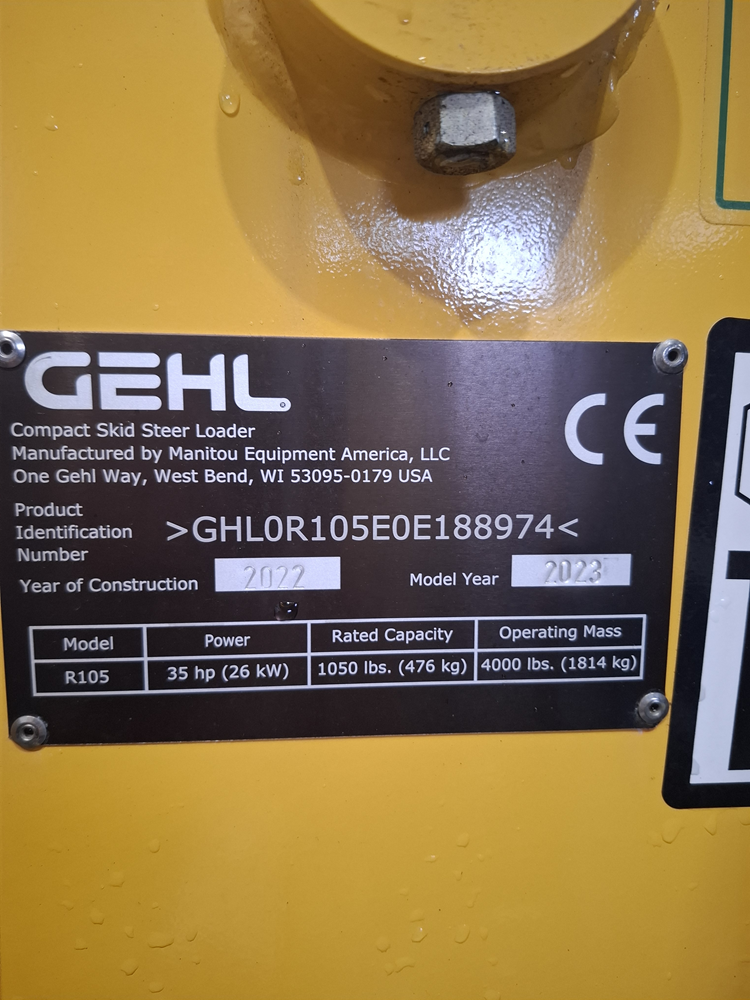 GEHL®
CE
Compact Skid Steer Loader
Manufactured by Manitou Equipment America, LLC
One Gehl Way, West Bend, WI 53095-0179 USA
Product
Identification
Number
>GHL0R105E0E188974<
Year of Construction 2022 Model Year 2023
Model Power Rated Capacity Operating Mass
R105 35 hp (26 kW) 1050 lbs. (476 kg) 4000 lbs. (1814 kg)